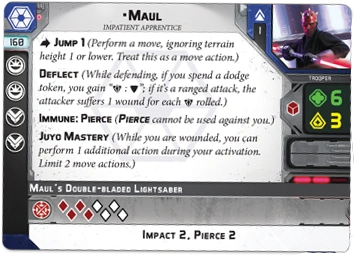 •Maul
Impatient Apprentice
160
Jump 1 (Perform a move, ignoring terrain
height 1 or lower. Treat this as a move action.)
Deflect (While defending, if you spend a dodge
token, you gain " : "; if it's a ranged attack, the
attacker suffers 1 wound for each rolled.)
Immune: Pierce (Pierce cannot be used against you.)
Juyo Mastery (While you are wounded, you can
perform 1 additional action during your activation.
Limit 2 move actions.)
1
Trooper
6
3
Maul's Double-bladed Lightsaber
Impact 2, Pierce 2